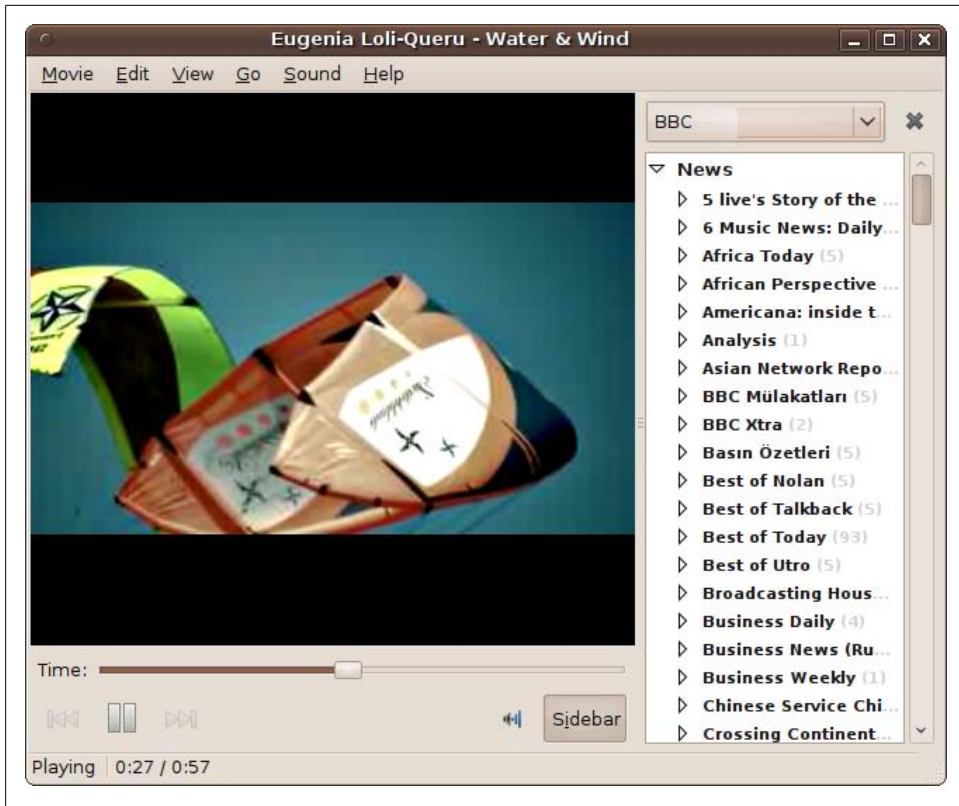 Eugenia Loli-Queru - Water & Wind
Movie Edit View Go Sound Help
BBC
News
5 live's Story of the ...
6 Music News: Daily...
Africa Today (5)
African Perspective ...
Americana: inside t...
Analysis (1)
Asian Network Repo...
BBC Mülakatları (5)
BBC Xtra (2)
Basın Özetleri (5)
Best of Nolan (5)
Best of Talkback (5)
Best of Today (93)
Best of Utro (5)
Broadcasting Hous...
Business Daily (4)
Business News (Ru...
Business Weekly (1)
Chinese Service Chi...
Crossing Continent...
Time:
Sidebar
Playing 0:27 / 0:57